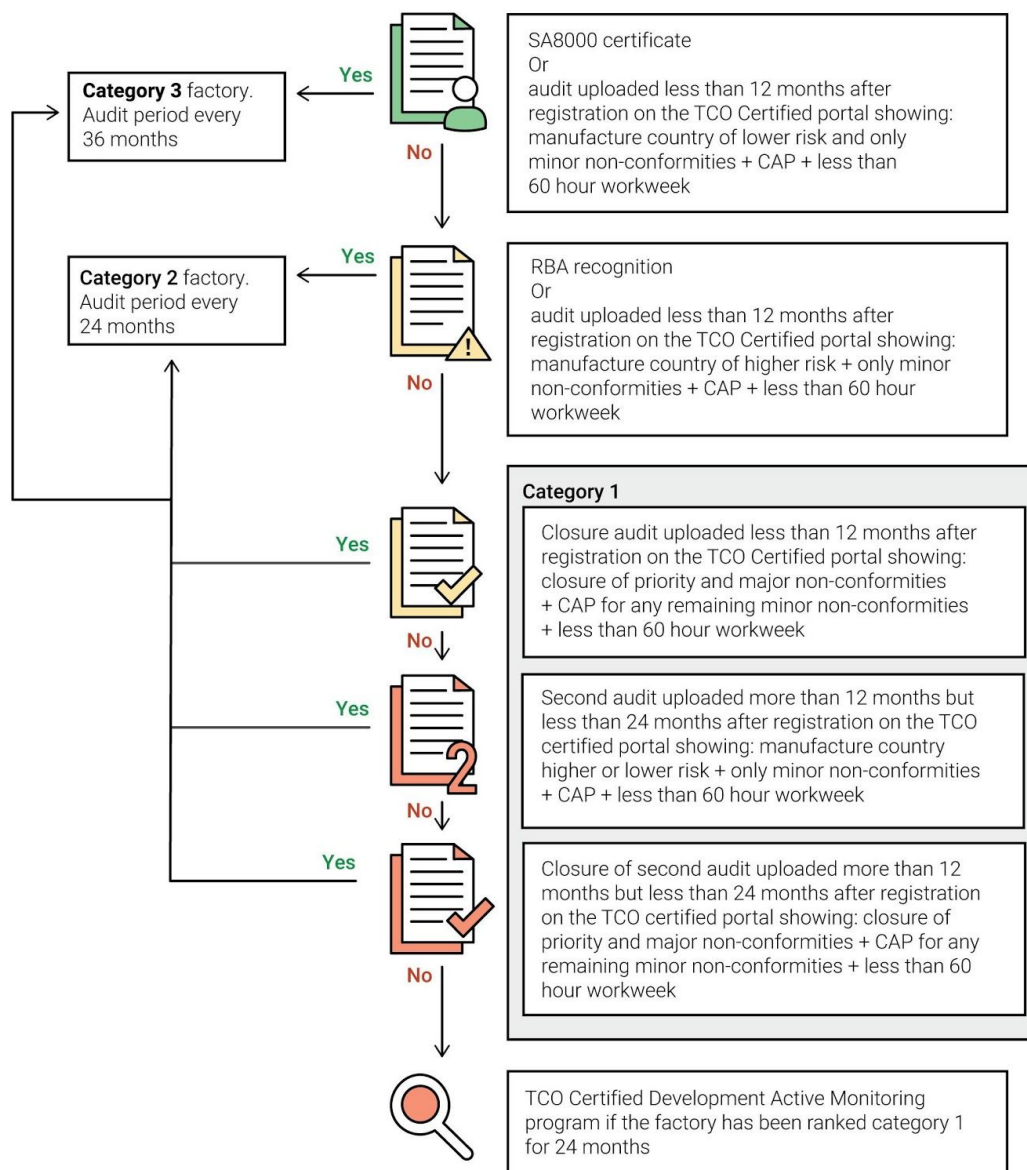 SA8000 certificate
Or
audit uploaded less than 12 months after
registration on the TCO Certified portal showing:
manufacture country of lower risk and only
minor non-conformities + CAP + less than
60 hour workweek
Yes
Category 3 factory.
Audit period every
36 months
No
RBA recognition
Or
audit uploaded less than 12 months after
registration on the TCO Certified portal showing:
manufacture country of higher risk + only minor
non-conformities + CAP + less than 60 hour
workweek
Yes
!
Category 2 factory.
Audit period every
24 months
No
Category 1
Closure audit uploaded less than 12 months after
registration on the TCO Certified portal showing:
closure of priority and major non-conformities
+ CAP for any remaining minor non-conformities
+ less than 60 hour workweek
Yes
No
Second audit uploaded more than 12 months but
less than 24 months after registration on the TCO
certified portal showing: manufacture country
higher or lower risk + only minor non-conformities
+ CAP + less than 60 hour workweek
Yes
2
No
Closure of second audit uploaded more than 12
months but less than 24 months after registration
on the TCO certified portal showing: closure of
priority and major non-conformities + CAP for any
remaining minor non-conformities + less than 60
hour workweek
Yes
No
TCO Certified Development Active Monitoring
program if the factory has been ranked category 1
for 24 months